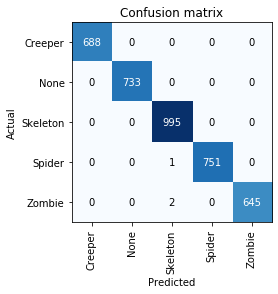 Confusion matrix
Actual
Creeper 688 0 0 0 0
None 0 733 0 0 0
Skeleton 0 0 995 0 0
Spider 0 0 1 751 0
Zombie 0 0 2 0 645
Creeper None Skeleton Spider Zombie
Predicted